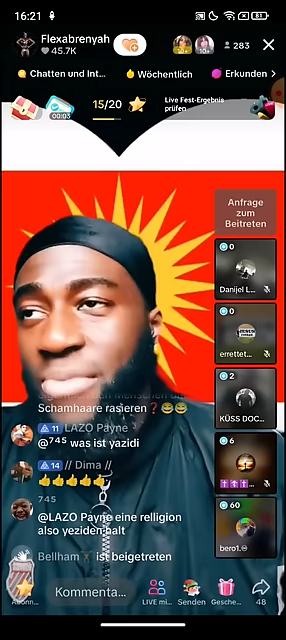 16:21
81
Flexabrenyah
45.7K
283
Chatten und Int...
Wöchentlich
Erkunden
00:03
15/20
Live Fest-Ergebnis
prüfen
Anfrage
zum
Beitreten
0
Danijel L...
0
errettet...
2
KÜSS DOC...
6
60
bero1.♾
Schamhaare rasieren❓😂😂
11 LAZO Payne
@⁷⁴⁵ was ist yazidi
14 // Dima //
👍👍👍👍👍
745
@LAZO Payne eine relligion
also yeziden halt
Bellham ist beigetreten
Abonn...
Kommenta...
LIVE mi...
Senden
Gesche...
48